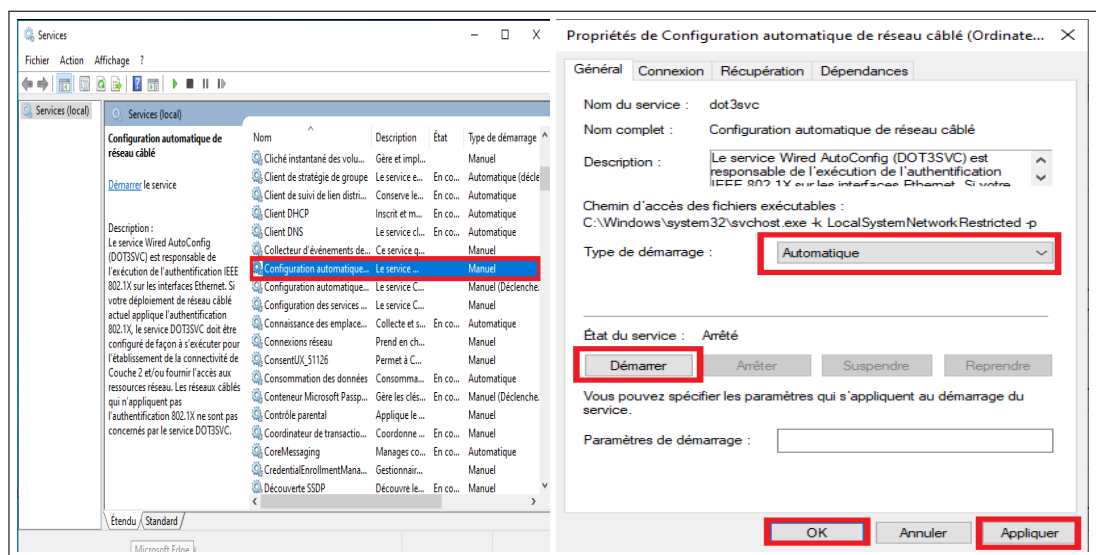 Services
Fichier Action Affichage ?
Services (local)
Services (local)
Configuration automatique de
réseau câblé
Démarrer le service
Description :
Le service Wired AutoConfig
(DOT3SVC) est responsable de
l'exécution de l'authentification IEEE
802.1X sur les interfaces Ethernet. Si
votre déploiement de réseau câblé
actuel applique l'authentification
802.1X, le service DOT3SVC doit être
configuré de façon à s'exécuter pour
l'établissement de la connectivité de
Couche 2 et/ou fournir l'accès aux
ressources réseau. Les réseaux câblés
qui n'appliquent pas
l'authentification 802.1X ne sont pas
concernés par le service DOT3SVC.
Nom Description État Type de démarrage
Cliché instantané des volu... Gère et impl... Manuel
Client de stratégie de groupe Le service e... En co... Automatique (décle
Client de suivi de lien distri... Conserve le... En co... Automatique
Client DHCP Inscrit et m... En co... Automatique
Client DNS Le service cl... En co... Automatique
Collecteur d'événements de... Ce service q... Manuel
Configuration automatique... Le service ... Manuel
Configuration automatique... Le service C... Manuel (Déclenche.
Configuration des services ... Le service C... Manuel
Connaissance des emplace... Collecte et s... En co... Automatique
Connexions réseau Prend en ch... Manuel
ConsentUX_51126 Permet à C... Manuel
Consommation des données Consomma... En co... Automatique
Conteneur Microsoft Passp... Gère les clés... En co... Manuel (Déclenche.
Contrôle parental Applique le ... Manuel
Coordinateur de transactio... Coordonne ... En co... Manuel
CoreMessaging Manages co... En co... Automatique
CredentialEnrollmentMana... Gestionnair... Manuel
Découverte SSDP Découvre le... En co... Manuel
Étendu Standard
Microsoft Edge
Propriétés de Configuration automatique de réseau câblé (Ordinate...
Général Connexion Récupération Dépendances
Nom du service : dot3svc
Nom complet : Configuration automatique de réseau câblé
Description : Le service Wired AutoConfig (DOT3SVC) est
responsable de l'exécution de l'authentification
IEEE 802.1X sur les interfaces Ethernet. Si votre
Chemin d'accès des fichiers exécutables :
C:\Windows\system32\svchost.exe -k LocalSystemNetworkRestricted -p
Type de démarrage : Automatique
État du service : Arrêté
Démarrer Arrêter Suspendre Reprendre
Vous pouvez spécifier les paramètres qui s'appliquent au démarrage du
service.
Paramètres de démarrage :
OK Annuler Appliquer